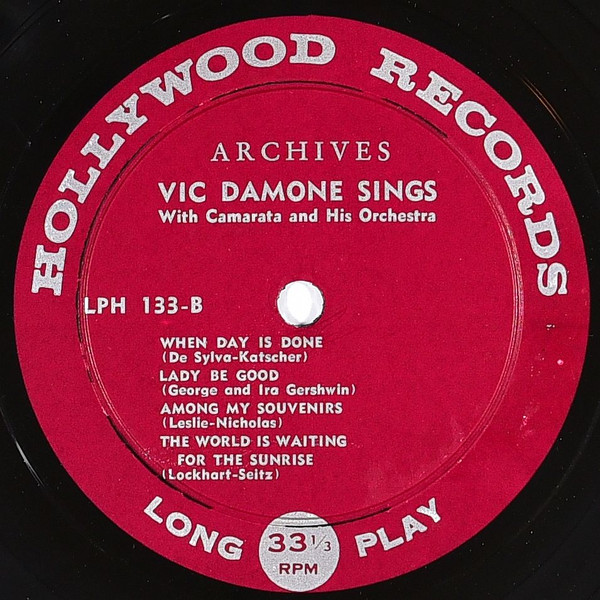 HOLLYWOOD RECORDS
ARCHIVES
VIC DAMONE SINGS
With Camarata and His Orchestra
LPH 133-B
WHEN DAY IS DONE
(De Sylva-Katscher)
LADY BE GOOD
(George and Ira Gershwin)
AMONG MY SOUVENIRS
(Leslie-Nicholas)
THE WORLD IS WAITING
FOR THE SUNRISE
(Lockhart-Seitz)
LONG PLAY
33 1/3
RPM